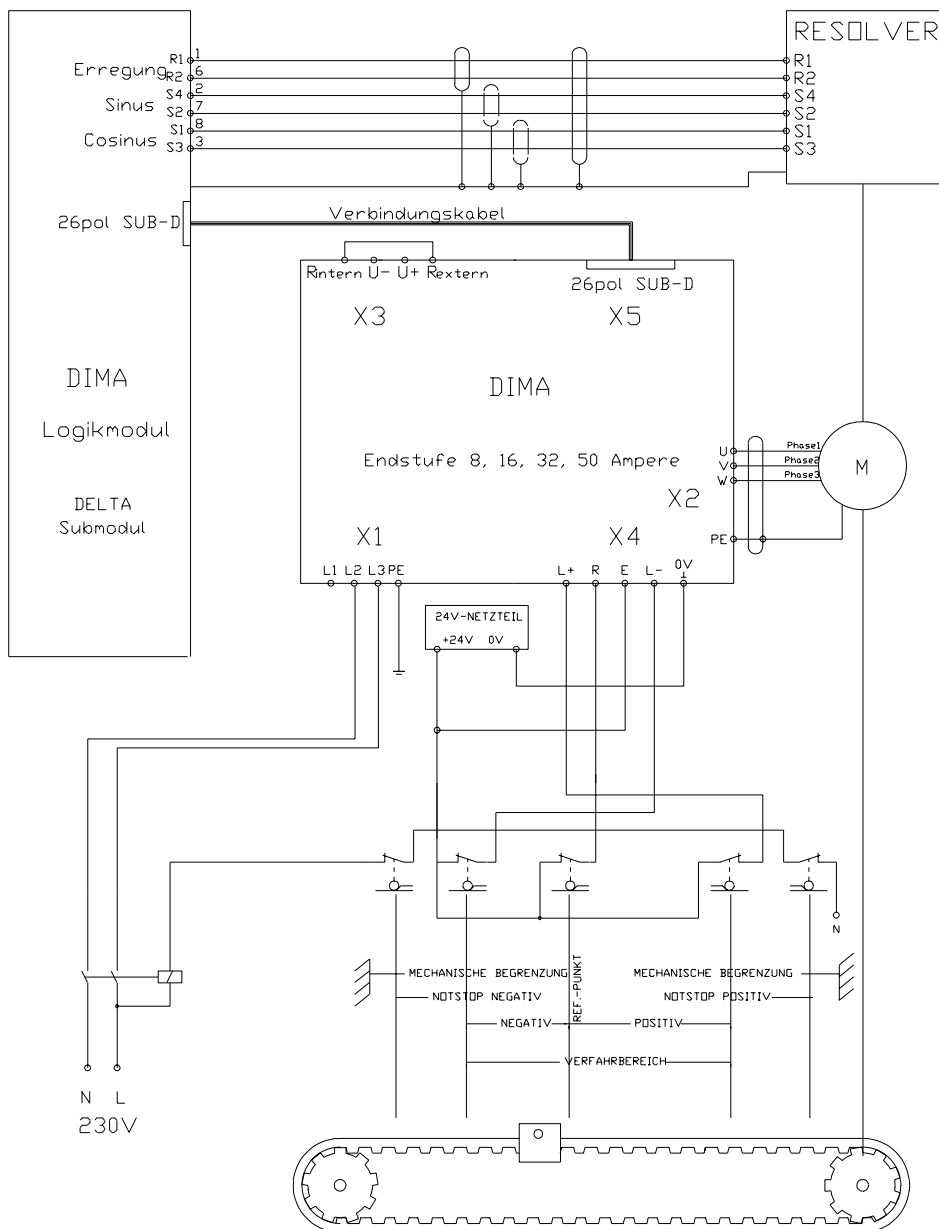 RESOLVER
Erregung R1 1 R1
R2 6 R2
Sinus S4 2 S4
S2 7 S2
Cosinus S1 8 S1
S3 3 S3
26pol SUB-D Verbindungskabel
Rintern U- U+ Rextern 26pol SUB-D
X3 X5
DIMA
Logikmodul
DELTA
Submodul
DIMA
Endstufe 8, 16, 32, 50 Ampere
U Phase1
V Phase2
W Phase3
M
X2
X1 X4
PE
L1 L2 L3 PE L+ R E L- 0V
24V-NETZTEIL
+24V 0V
N
MECHANISCHE BEGRENZUNG MECHANISCHE BEGRENZUNG
NOTSTOP NEGATIV NOTSTOP POSITIV
REF.-PUNKT
NEGATIV POSITIV
VERFAHRBEREICH
N L
230V